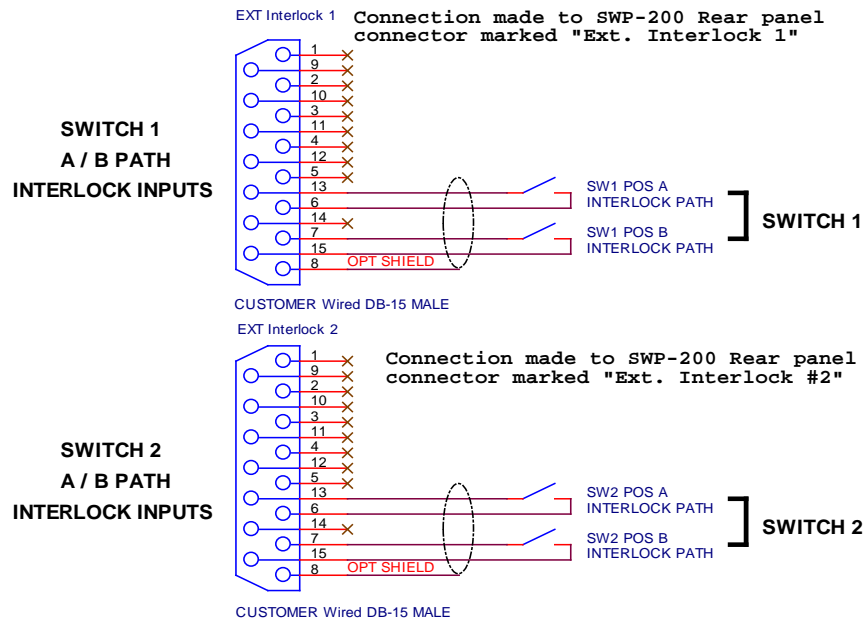 EXT Interlock 1
Connection made to SWP-200 Rear panel
connector marked "Ext. Interlock 1"
1
9
2
10
3
11
4
12
5
13
6
14
7
15
8
SWITCH 1
A / B PATH
INTERLOCK INPUTS
OPT SHIELD
SW1 POS A
INTERLOCK PATH
SW1 POS B
INTERLOCK PATH
SWITCH 1
CUSTOMER Wired DB-15 MALE
EXT Interlock 2
Connection made to SWP-200 Rear panel
connector marked "Ext. Interlock #2"
1
9
2
10
3
11
4
12
5
13
6
14
7
15
8
SWITCH 2
A / B PATH
INTERLOCK INPUTS
OPT SHIELD
SW2 POS A
INTERLOCK PATH
SW2 POS B
INTERLOCK PATH
SWITCH 2
CUSTOMER Wired DB-15 MALE